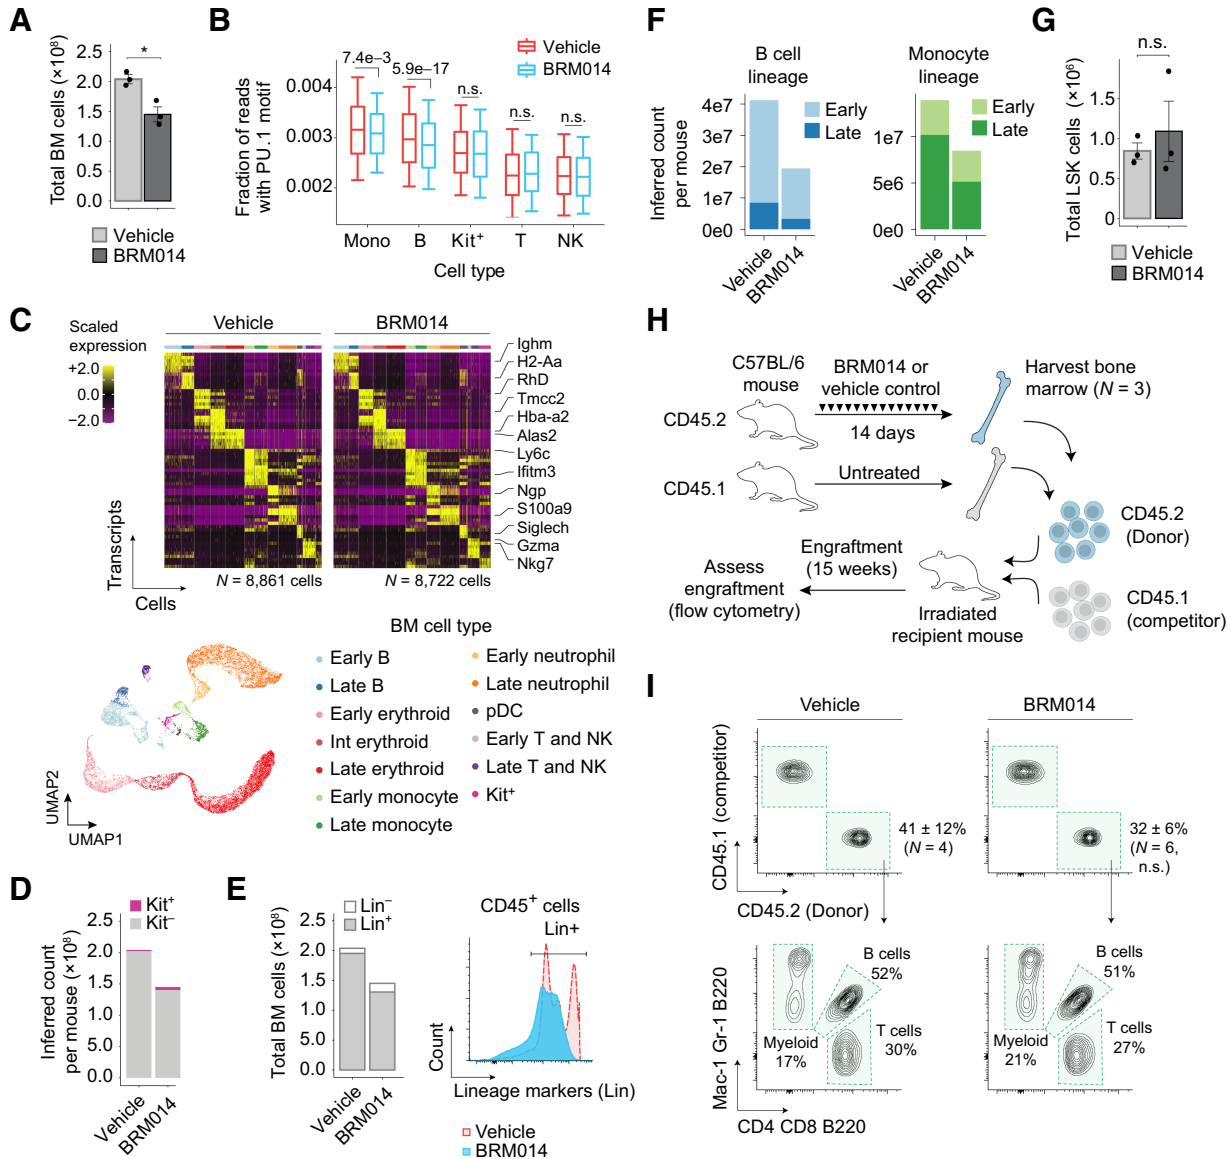 A
Total BM cells (×10⁸)
2.5
2.0
1.5
1.0
0.5
0.0
*
Vehicle
BRM014
B
Fraction of reads
with PU.1 motif
0.004
0.003
0.002
7.4e−3
5.9e−17
n.s.
n.s.
n.s.
Vehicle
BRM014
Mono
B
Kit⁺
T
NK
Cell type
F
B cell
lineage
Monocyte
lineage
Inferred count
per mouse
4e7
3e7
2e7
1e7
0e0
Early
Late
1e7
5e6
0e0
Early
Late
Vehicle
BRM014
Vehicle
BRM014
G
Total LSK cells (×10⁶)
n.s.
1.5
1.0
0.5
0
Vehicle
BRM014
C
Scaled
expression
+2.0
0.0
−2.0
Vehicle
BRM014
Ighm
H2-Aa
RhD
Tmcc2
Hba-a2
Alas2
Ly6c
Ifitm3
Ngp
S100a9
Siglech
Gzma
Nkg7
Transcripts
Cells
N = 8,861 cells
N = 8,722 cells
BM cell type
Early B
Late B
Early erythroid
Int erythroid
Late erythroid
Early monocyte
Late monocyte
Early neutrophil
Late neutrophil
pDC
Early T and NK
Late T and NK
Kit⁺
UMAP2
UMAP1
H
C57BL/6
mouse
BRM014 or
vehicle control
Harvest bone
marrow (N = 3)
CD45.2
14 days
CD45.1
Untreated
CD45.2
(Donor)
Engraftment
(15 weeks)
Assess
engraftment
(flow cytometry)
Irradiated
recipient mouse
CD45.1
(competitor)
D
Kit⁺
Kit⁻
Inferred count
per mouse (×10⁸)
2.5
2.0
1.5
1.0
5.0
0.0
Vehicle
BRM014
E
Lin⁻
Lin⁺
Total BM cells (×10⁸)
2.5
2.0
1.5
1.0
0.5
0.0
Vehicle
BRM014
CD45⁺ cells
Lin+
Count
Lineage markers (Lin)
Vehicle
BRM014
I
Vehicle
BRM014
CD45.1 (competitor)
CD45.2 (Donor)
41 ± 12%
(N = 4)
32 ± 6%
(N = 6,
n.s.)
Mac-1 Gr-1 B220
CD4 CD8 B220
B cells
52%
T cells
30%
Myeloid
17%
B cells
51%
T cells
27%
Myeloid
21%